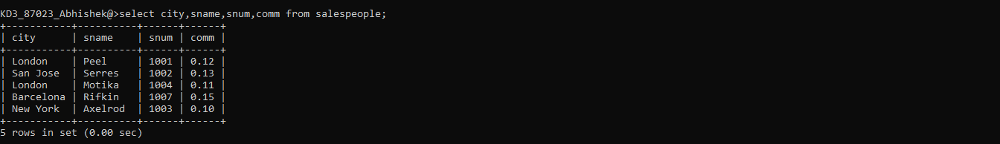 KD3_87023_Abhishek@>select city,sname,snum,comm from salespeople;
+-----------+----------+------+------+
| city      | sname    | snum | comm |
+-----------+----------+------+------+
| London    | Peel     | 1001 | 0.12 |
| San Jose  | Serres   | 1002 | 0.13 |
| London    | Motika   | 1004 | 0.11 |
| Barcelona | Rifkin   | 1007 | 0.15 |
| New York  | Axelrod  | 1003 | 0.10 |
+-----------+----------+------+------+
5 rows in set (0.00 sec)